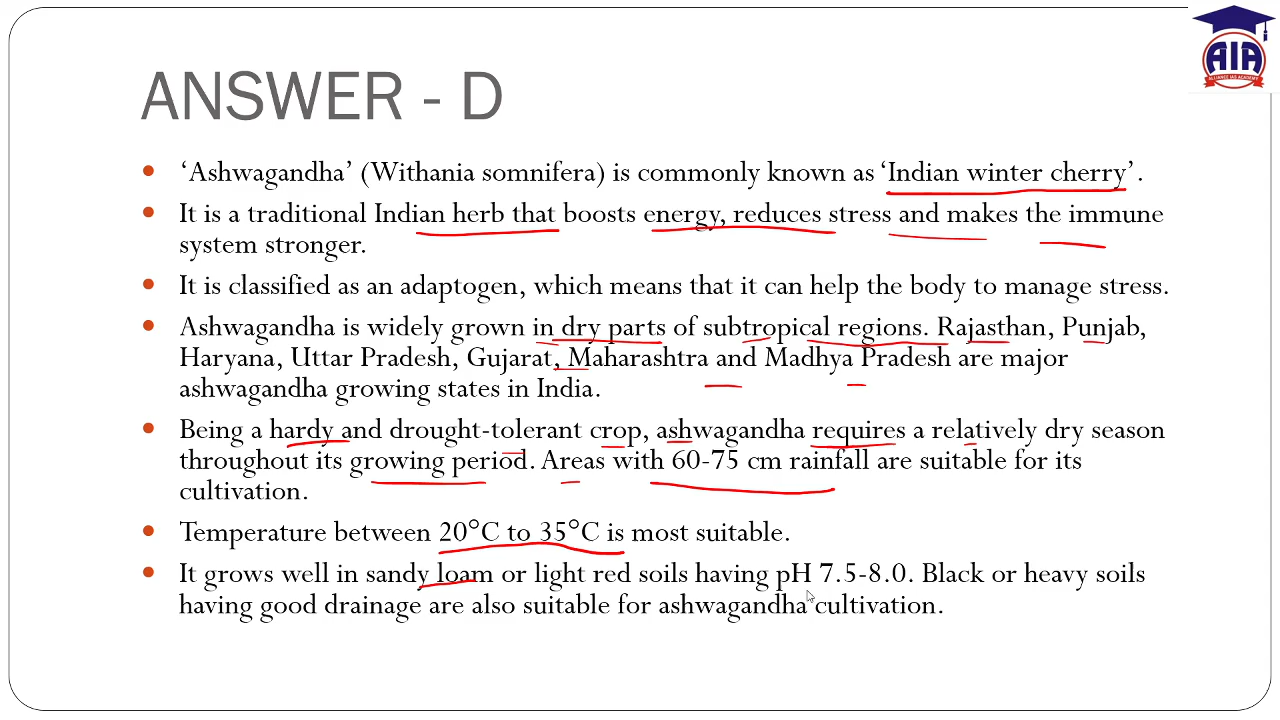 AIA
ALLIANCE IAS ACADEMY
ANSWER - D
• ‘Ashwagandha’ (Withania somnifera) is commonly known as ‘Indian winter cherry’.
• It is a traditional Indian herb that boosts energy, reduces stress and makes the immune
system stronger.
• It is classified as an adaptogen, which means that it can help the body to manage stress.
• Ashwagandha is widely grown in dry parts of subtropical regions. Rajasthan, Punjab,
Haryana, Uttar Pradesh, Gujarat, Maharashtra and Madhya Pradesh are major
ashwagandha growing states in India.
• Being a hardy and drought-tolerant crop, ashwagandha requires a relatively dry season
throughout its growing period. Areas with 60-75 cm rainfall are suitable for its
cultivation.
• Temperature between 20°C to 35°C is most suitable.
• It grows well in sandy loam or light red soils having pH 7.5-8.0. Black or heavy soils
having good drainage are also suitable for ashwagandha cultivation.